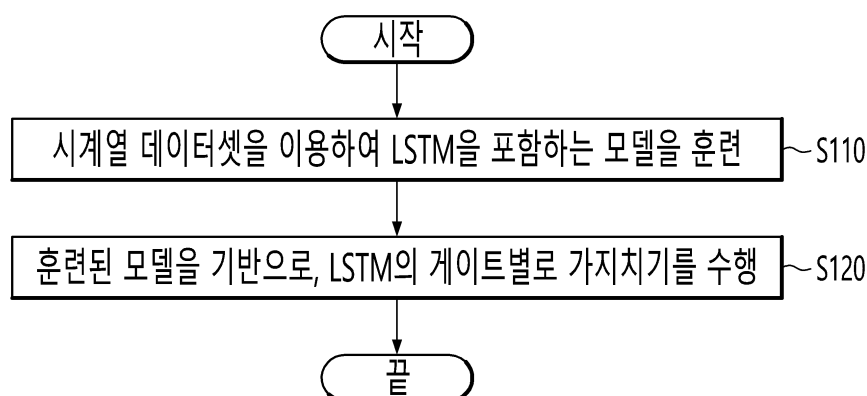 시작
시계열 데이터셋을 이용하여 LSTM을 포함하는 모델을 훈련
S110
훈련된 모델을 기반으로, LSTM의 게이트별로 가지치기를 수행
S120
끝